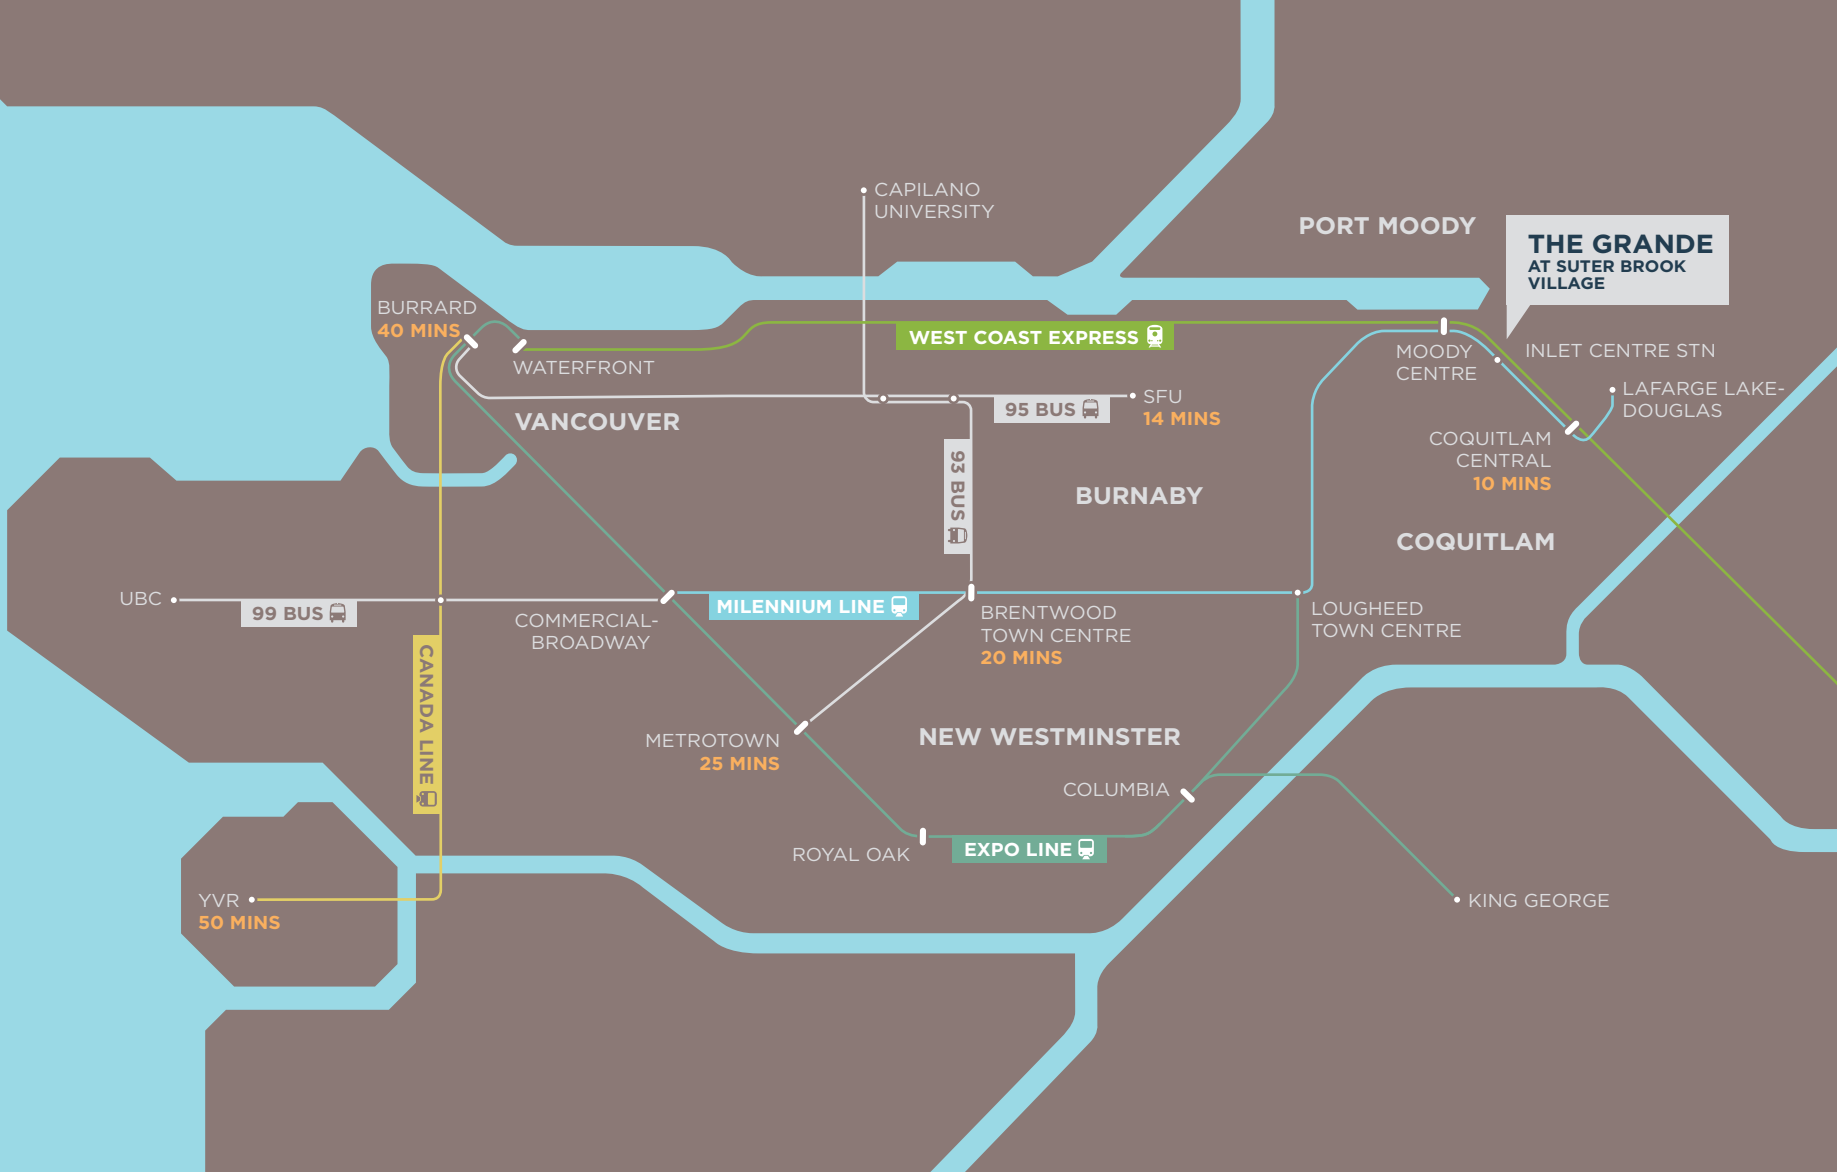 CAPILANO
UNIVERSITY
PORT MOODY
THE GRANDE
AT SUTER BROOK
VILLAGE
BURRARD
40 MINS
WATERFRONT
WEST COAST EXPRESS
MOODY
CENTRE
INLET CENTRE STN
LAFARGE LAKE-
DOUGLAS
VANCOUVER
95 BUS
SFU
14 MINS
COQUITLAM
CENTRAL
10 MINS
93 BUS
BURNABY
COQUITLAM
UBC
99 BUS
COMMERCIAL-
BROADWAY
MILENNIUM LINE
BRENTWOOD
TOWN CENTRE
20 MINS
LOUGHEED
TOWN CENTRE
CANADA LINE
METROTOWN
25 MINS
NEW WESTMINSTER
COLUMBIA
ROYAL OAK
EXPO LINE
YVR
50 MINS
KING GEORGE